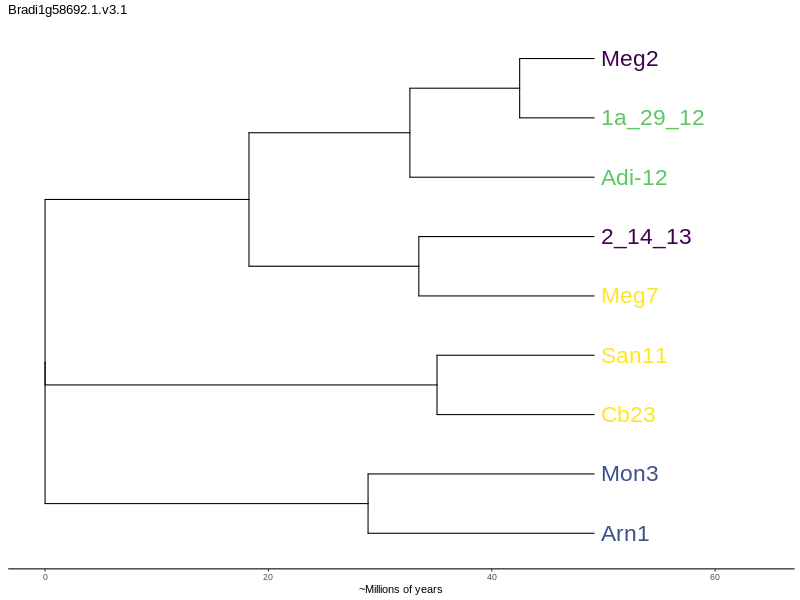 Bradi1g58692.1.v3.1
Meg2
1a_29_12
Adi-12
2_14_13
Meg7
San11
Cb23
Mon3
Arn1
0 20 40 60
~Millions of years